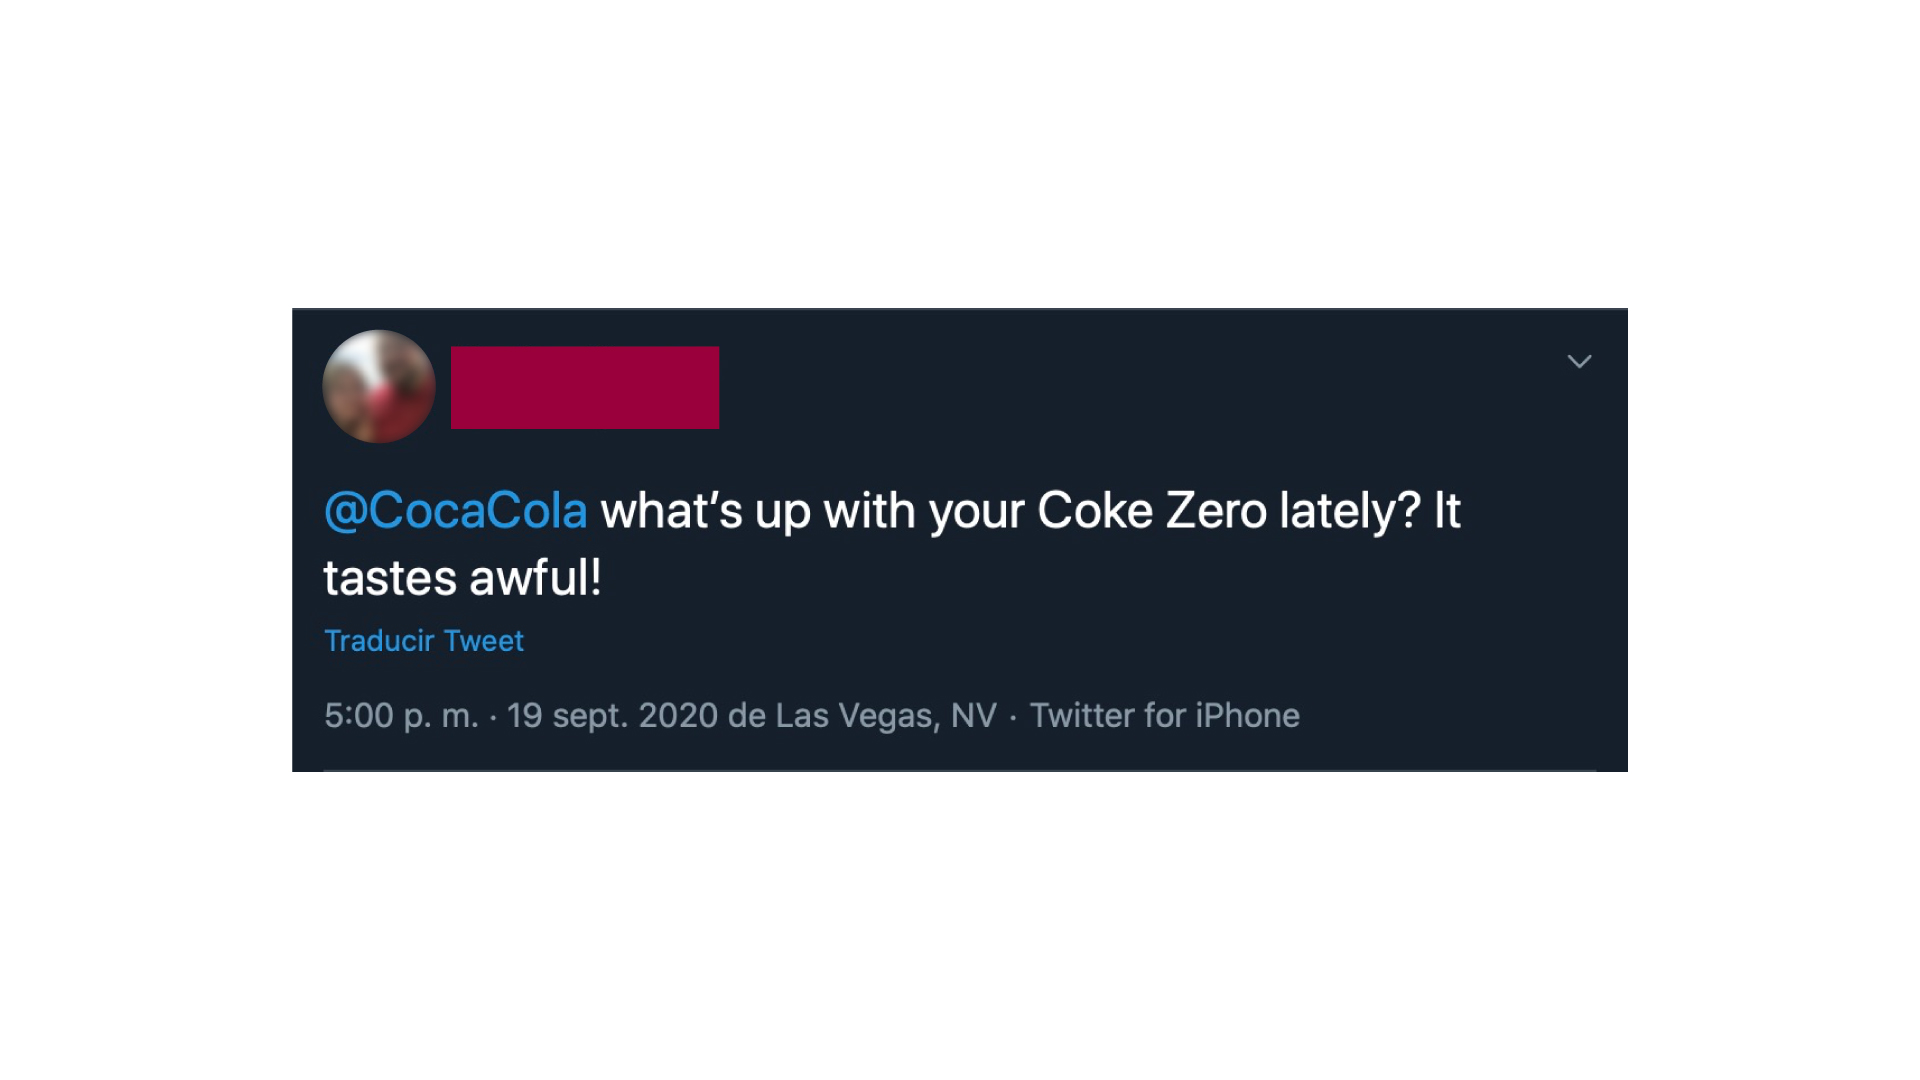 @CocaCola what's up with your Coke Zero lately? It
tastes awful!
Traducir Tweet
5:00 p. m. · 19 sept. 2020 de Las Vegas, NV · Twitter for iPhone